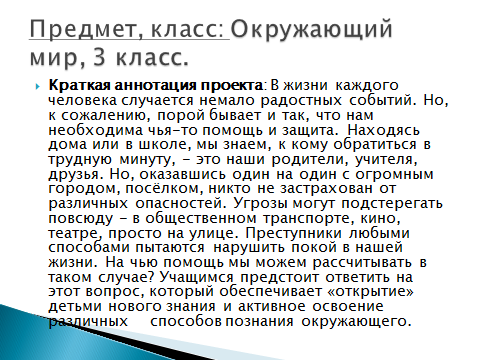 Предмет, класс: Окружающий
мир, 3 класс.
Краткая аннотация проекта: В жизни каждого
человека случается немало радостных событий. Но,
к сожалению, порой бывает и так, что нам
необходима чья-то помощь и защита. Находясь
дома или в школе, мы знаем, к кому обратиться в
трудную минуту, - это наши родители, учителя,
друзья. Но, оказавшись один на один с огромным
городом, посёлком, никто не застрахован от
различных опасностей. Угрозы могут подстерегать
повсюду - в общественном транспорте, кино,
театре, просто на улице. Преступники любыми
способами пытаются нарушить покой в нашей
жизни. На чью помощь мы можем рассчитывать в
таком случае? Учащимся предстоит ответить на
этот вопрос, который обеспечивает «открытие»
детьми нового знания и активное освоение
различных способов познания окружающего.